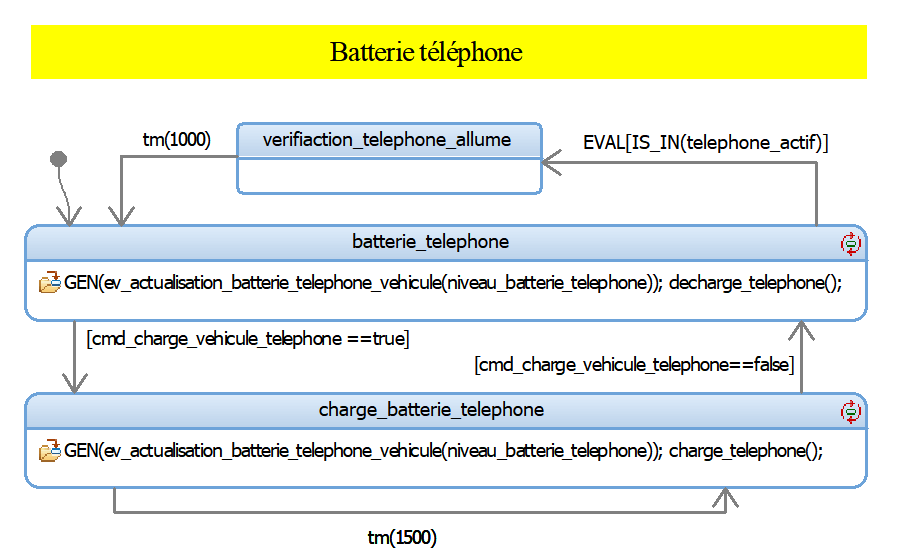 Batterie téléphone
tm(1000)
verifiaction_telephone_allume
EVAL[IS_IN(telephone_actif)]
batterie_telephone
GEN(ev_actualisation_batterie_telephone_vehicule(niveau_batterie_telephone)); decharge_telephone();
[cmd_charge_vehicule_telephone ==true]
[cmd_charge_vehicule_telephone==false]
charge_batterie_telephone
GEN(ev_actualisation_batterie_telephone_vehicule(niveau_batterie_telephone)); charge_telephone();
tm(1500)